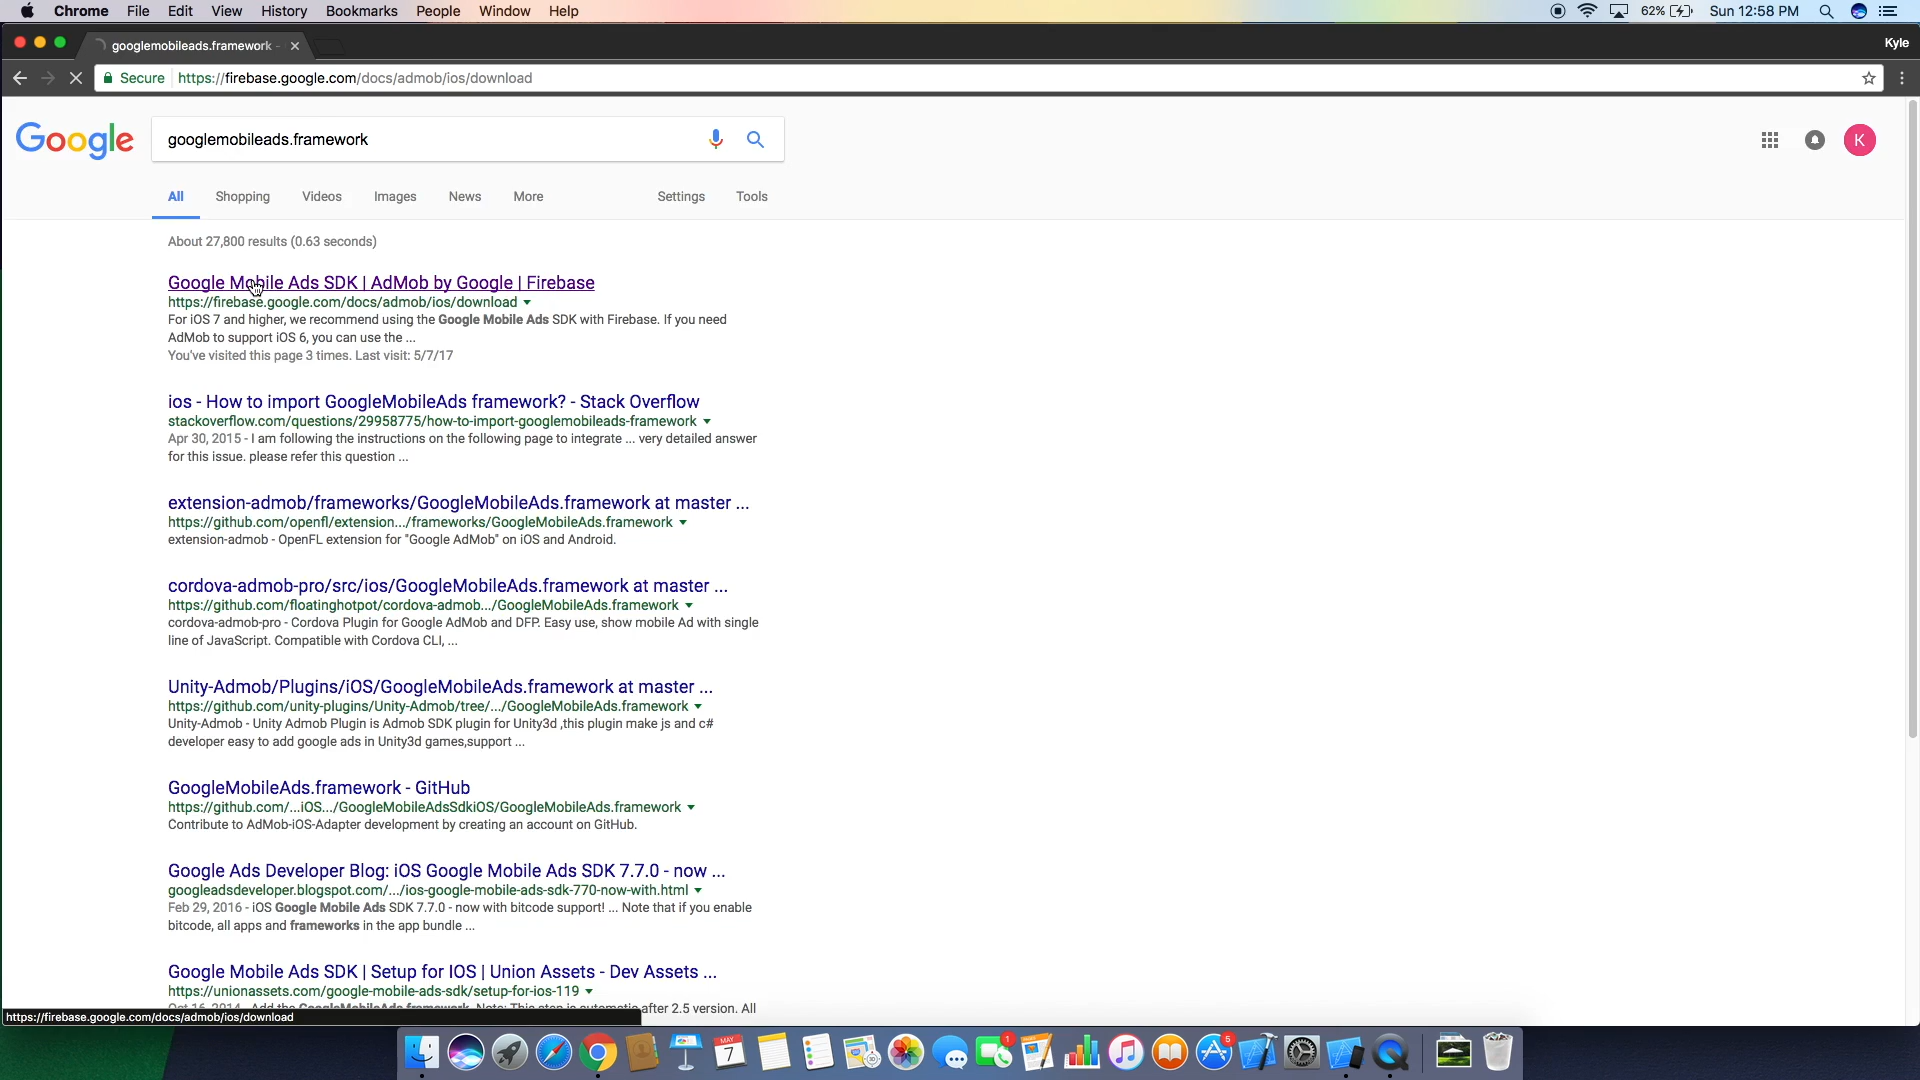 Chrome File Edit View History Bookmarks People Window Help 62% Sun 12:58 PM
googlemobileads.framework - Kyle
Secure https://firebase.google.com/docs/admob/ios/download
Google googlemobileads.framework K
All Shopping Videos Images News More Settings Tools
About 27,800 results (0.63 seconds)
Google Mobile Ads SDK | AdMob by Google | Firebase
https://firebase.google.com/docs/admob/ios/download
For iOS 7 and higher, we recommend using the Google Mobile Ads SDK with Firebase. If you need
AdMob to support iOS 6, you can use the ...
You've visited this page 3 times. Last visit: 5/7/17
ios - How to import GoogleMobileAds framework? - Stack Overflow
stackoverflow.com/questions/29958775/how-to-import-googlemobileads-framework
Apr 30, 2015 - I am following the instructions on the following page to integrate ... very detailed answer
for this issue. please refer this question ...
extension-admob/frameworks/GoogleMobileAds.framework at master ...
https://github.com/openfl/extension.../frameworks/GoogleMobileAds.framework
extension-admob - OpenFL extension for "Google AdMob" on iOS and Android.
cordova-admob-pro/src/ios/GoogleMobileAds.framework at master ...
https://github.com/floatinghotpot/cordova-admob.../GoogleMobileAds.framework
cordova-admob-pro - Cordova Plugin for Google AdMob and DFP. Easy use, show mobile Ad with single
line of JavaScript. Compatible with Cordova CLI, ...
Unity-Admob/Plugins/iOS/GoogleMobileAds.framework at master ...
https://github.com/unity-plugins/Unity-Admob/tree/.../GoogleMobileAds.framework
Unity-Admob - Unity Admob Plugin is Admob SDK plugin for Unity3d ,this plugin make js and c#
developer easy to add google ads in Unity3d games,support ...
GoogleMobileAds.framework - GitHub
https://github.com/...iOS.../GoogleMobileAdsSdkiOS/GoogleMobileAds.framework
Contribute to AdMob-iOS-Adapter development by creating an account on GitHub.
Google Ads Developer Blog: iOS Google Mobile Ads SDK 7.7.0 - now ...
googleadsdeveloper.blogspot.com/.../ios-google-mobile-ads-sdk-770-now-with.html
Feb 29, 2016 - iOS Google Mobile Ads SDK 7.7.0 - now with bitcode support! ... Note that if you enable
bitcode, all apps and frameworks in the app bundle ...
Google Mobile Ads SDK | Setup for IOS | Union Assets - Dev Assets ...
https://unionassets.com/google-mobile-ads-sdk/setup-for-ios-119
Oct 16, 2014 - Add the GoogleMobileAds.framework. Note: This step is automatic after 2.5 version. All
https://firebase.google.com/docs/admob/ios/download
MAY
7
1
5